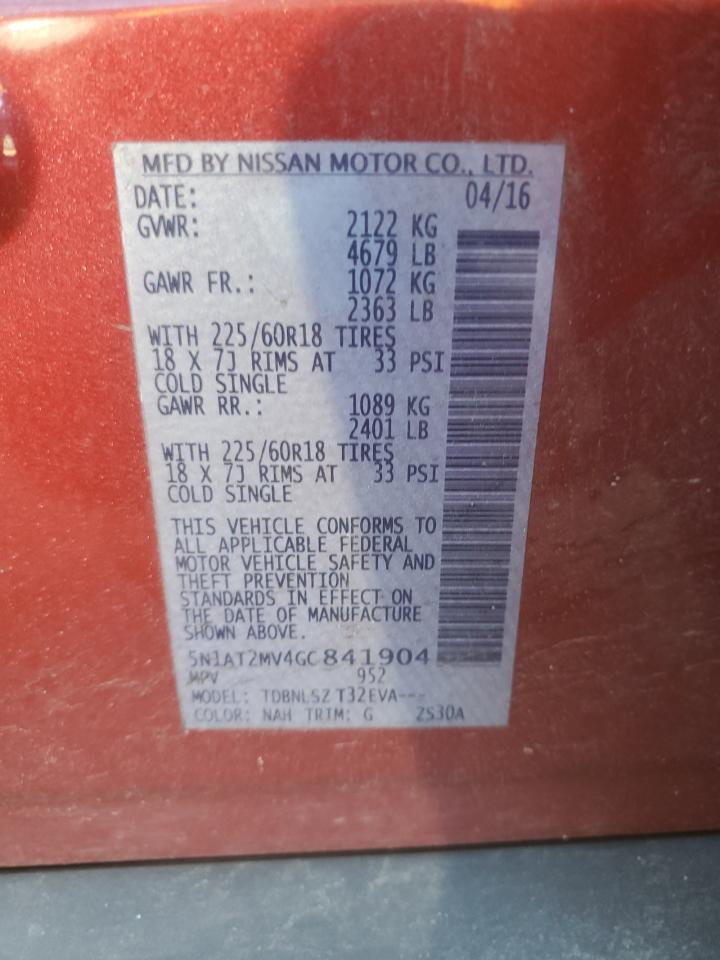 MFD BY NISSAN MOTOR CO., LTD.
DATE: 04/16
GVWR: 2122 KG
4679 LB
GAWR FR.: 1072 KG
2363 LB
WITH 225/60R18 TIRES
18 X 7J RIMS AT 33 PSI
COLD SINGLE
GAWR RR.: 1089 KG
2401 LB
WITH 225/60R18 TIRES
18 X 7J RIMS AT 33 PSI
COLD SINGLE
THIS VEHICLE CONFORMS TO
ALL APPLICABLE FEDERAL
MOTOR VEHICLE SAFETY AND
THEFT PREVENTION
STANDARDS IN EFFECT ON
THE DATE OF MANUFACTURE
SHOWN ABOVE.
5N1AT2MV4GC841904
MPV 952
MODEL: TDBNLSZ T32EVA---
COLOR: NAH TRIM: G ZS30A